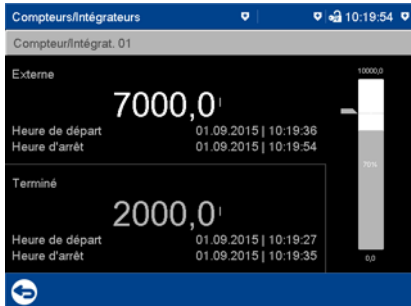 Compteurs/Intégrateurs
10:19:54
Compteur/Intégrat. 01
Externe
7000,0 l
Heure de départ 01.09.2015 | 10:19:36
Heure d'arrêt 01.09.2015 | 10:19:54
10000,0
70%
0,0
Terminé
2000,0 l
Heure de départ 01.09.2015 | 10:19:27
Heure d'arrêt 01.09.2015 | 10:19:35